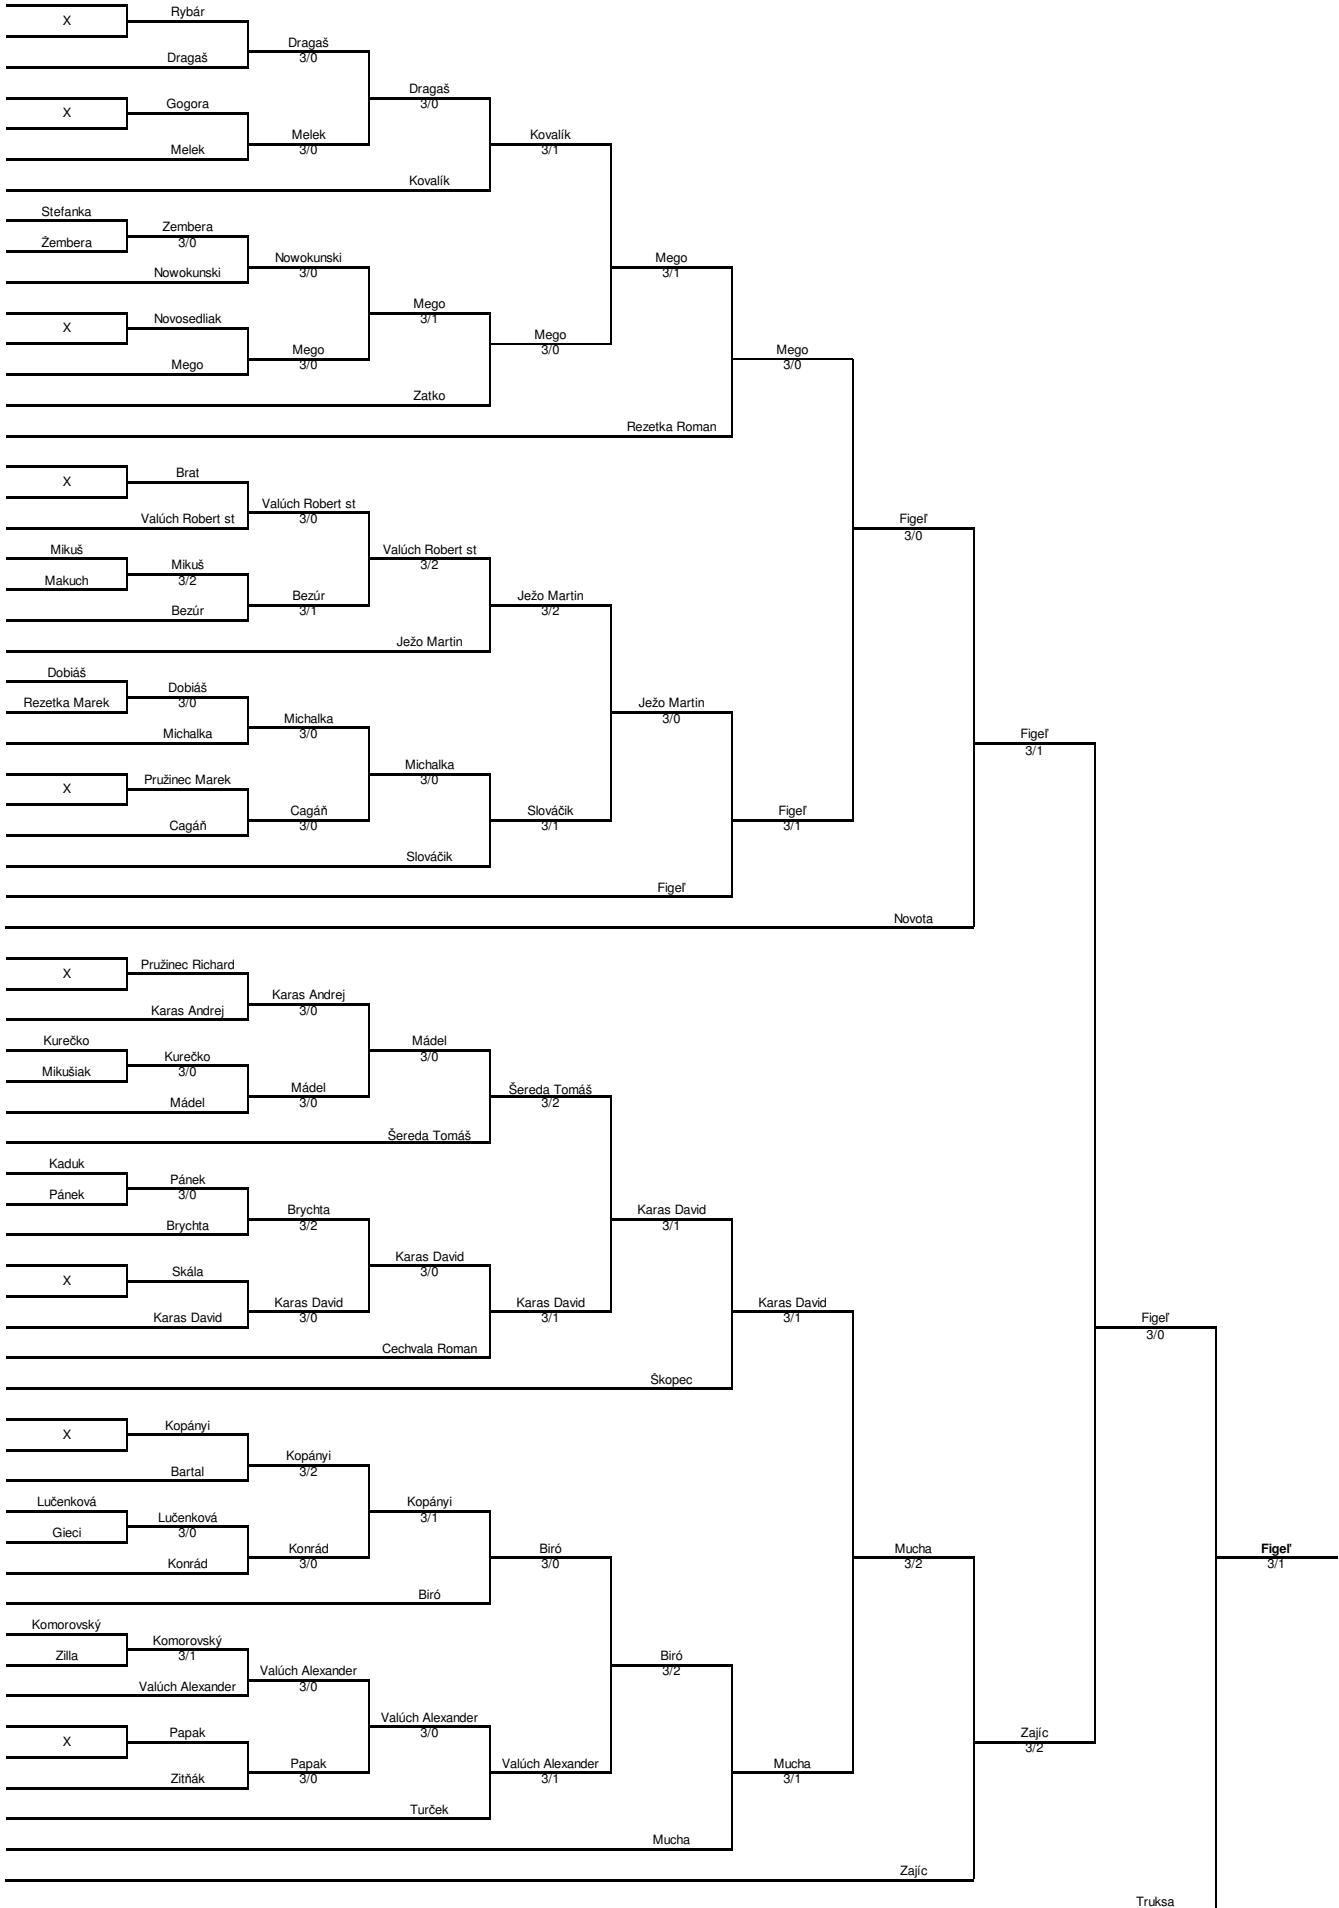 Rybár
X
Dragaš
Dragaš
3/0
Dragaš
3/0
Gogora
X
Melek
3/0
Kovalík
3/1
Melek
Kovalík
Stefanka
Zembera
Žembera
3/0
Nowokunski
3/0
Mego
3/1
Nowokunski
Mego
3/1
Novosedliak
X
Mego
3/0
Mego
3/0
Mego
3/0
Mego
Zatko
Rezetka Roman
Brat
X
Valúch Robert st
Valúch Robert st
3/0
Figeľ
3/0
Mikuš
Valúch Robert st
3/2
Mikuš
Makuch
3/2
Bezúr
3/1
Ježo Martin
3/2
Bezúr
Ježo Martin
Dobiáš
Dobiáš
Rezetka Marek
3/0
Ježo Martin
3/0
Michalka
3/0
Michalka
Figeľ
3/1
Michalka
3/0
Pružinec Marek
X
Cagáň
3/0
Slováčik
3/1
Figeľ
3/1
Cagáň
Slováčik
Figeľ
Novota
Pružinec Richard
X
Karas Andrej
3/0
Karas Andrej
Kurečko
Mádel
3/0
Kurečko
Mikušiak
3/0
Mádel
3/0
Šereda Tomáš
3/2
Mádel
Šereda Tomáš
Kaduk
Pánek
Pánek
3/0
Brychta
3/2
Karas David
3/1
Brychta
Karas David
3/0
Skála
X
Karas David
3/0
Karas David
3/1
Karas David
3/1
Karas David
Figeľ
3/0
Cechvala Roman
Škopec
Kopányi
X
Kopányi
3/2
Bartal
Lučenková
Kopányi
3/1
Lučenková
Gieci
3/0
Konrád
3/0
Biró
3/0
Mucha
3/2
Figeľ
3/1
Konrád
Biró
Komorovský
Komorovský
Zilla
3/1
Biró
3/2
Valúch Alexander
3/0
Valúch Alexander
Valúch Alexander
3/0
Papak
X
Zajíc
3/2
Papak
3/0
Valúch Alexander
3/1
Mucha
3/1
Zitňák
Turček
Mucha
Zajíc
Truksa